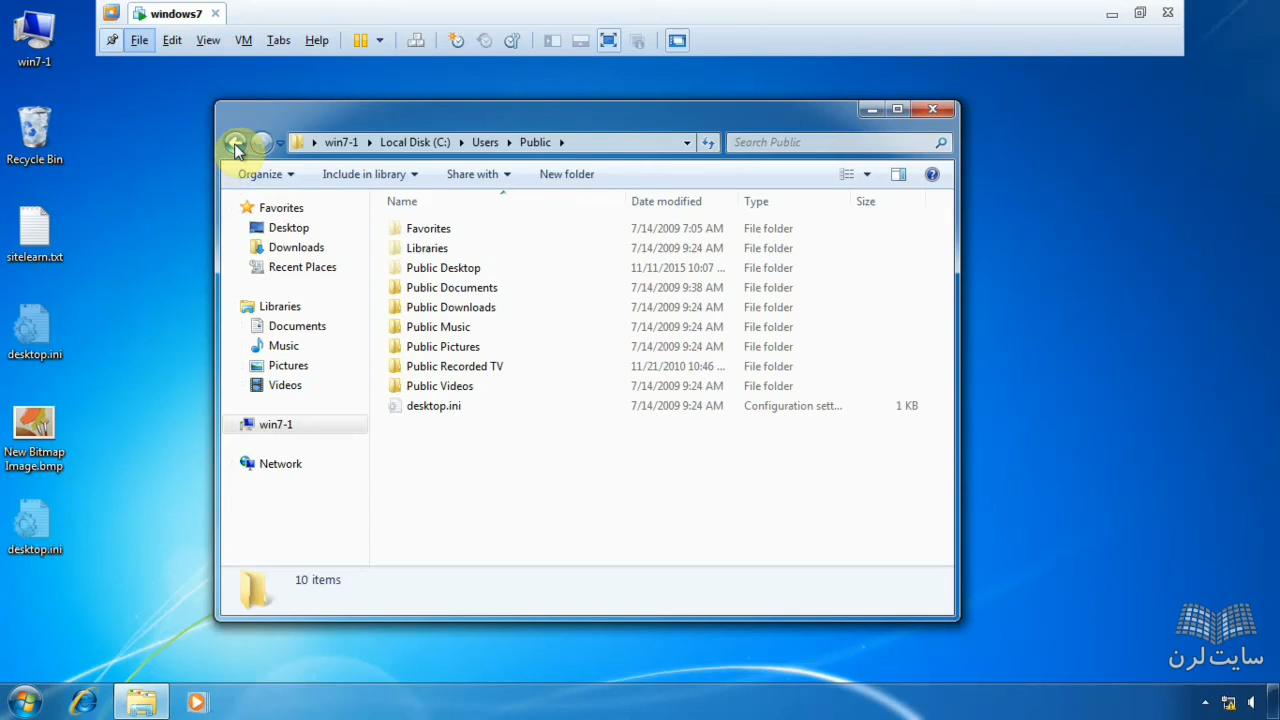 windows7
File Edit View VM Tabs Help
win7-1
Recycle Bin
sitelearn.txt
desktop.ini
New Bitmap
Image.bmp
desktop.ini
win7-1 Local Disk (C:) Users Public
Search Public
Organize Include in library Share with New folder
Favorites
Desktop
Downloads
Recent Places
Libraries
Documents
Music
Pictures
Videos
win7-1
Network
Name Date modified Type Size
Favorites 7/14/2009 7:05 AM File folder
Libraries 7/14/2009 9:24 AM File folder
Public Desktop 11/11/2015 10:07 ... File folder
Public Documents 7/14/2009 9:38 AM File folder
Public Downloads 7/14/2009 9:24 AM File folder
Public Music 7/14/2009 9:24 AM File folder
Public Pictures 7/14/2009 9:24 AM File folder
Public Recorded TV 11/21/2010 10:46 ... File folder
Public Videos 7/14/2009 9:24 AM File folder
desktop.ini 7/14/2009 9:24 AM Configuration sett... 1 KB
10 items
سایت لرن